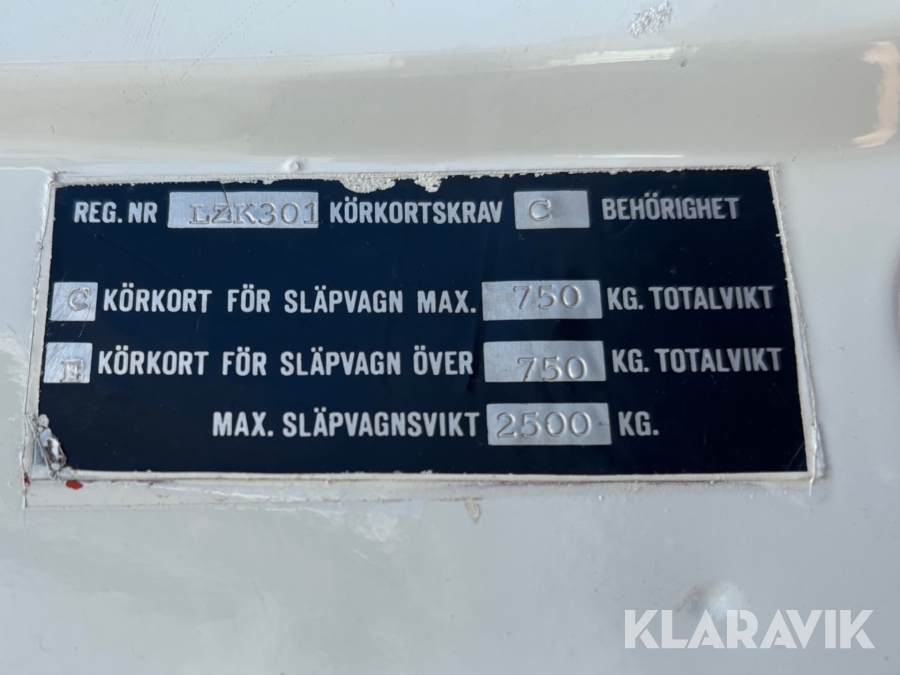 REG. NR LZK301 KÖRKORTSKRAV C BEHÖRIGHET
C KÖRKORT FÖR SLÄPVAGN MAX. 750 KG. TOTALVIKT
E KÖRKORT FÖR SLÄPVAGN ÖVER 750 KG. TOTALVIKT
MAX. SLÄPVAGNSVIKT 2500 KG.
KLARAVIK